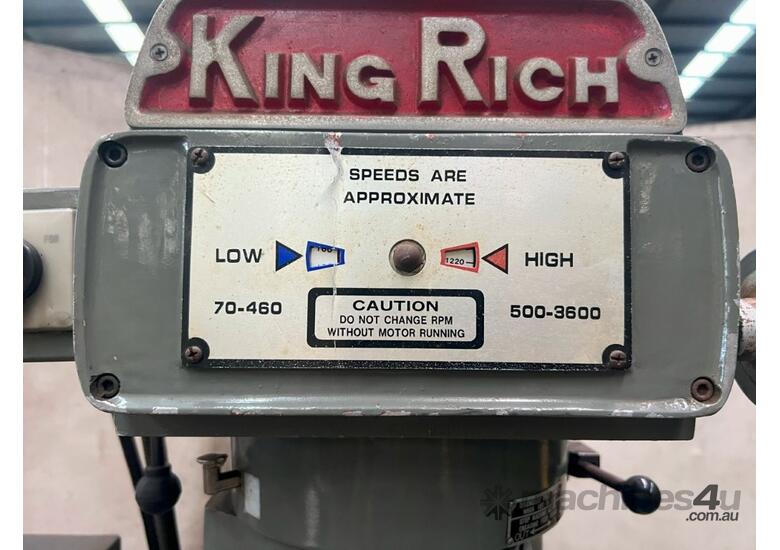 KING RICH
SPEEDS ARE
APPROXIMATE
LOW
1220
HIGH
70-460
CAUTION
DO NOT CHANGE RPM
WITHOUT MOTOR RUNNING
500-3600
machines4u
.com.au